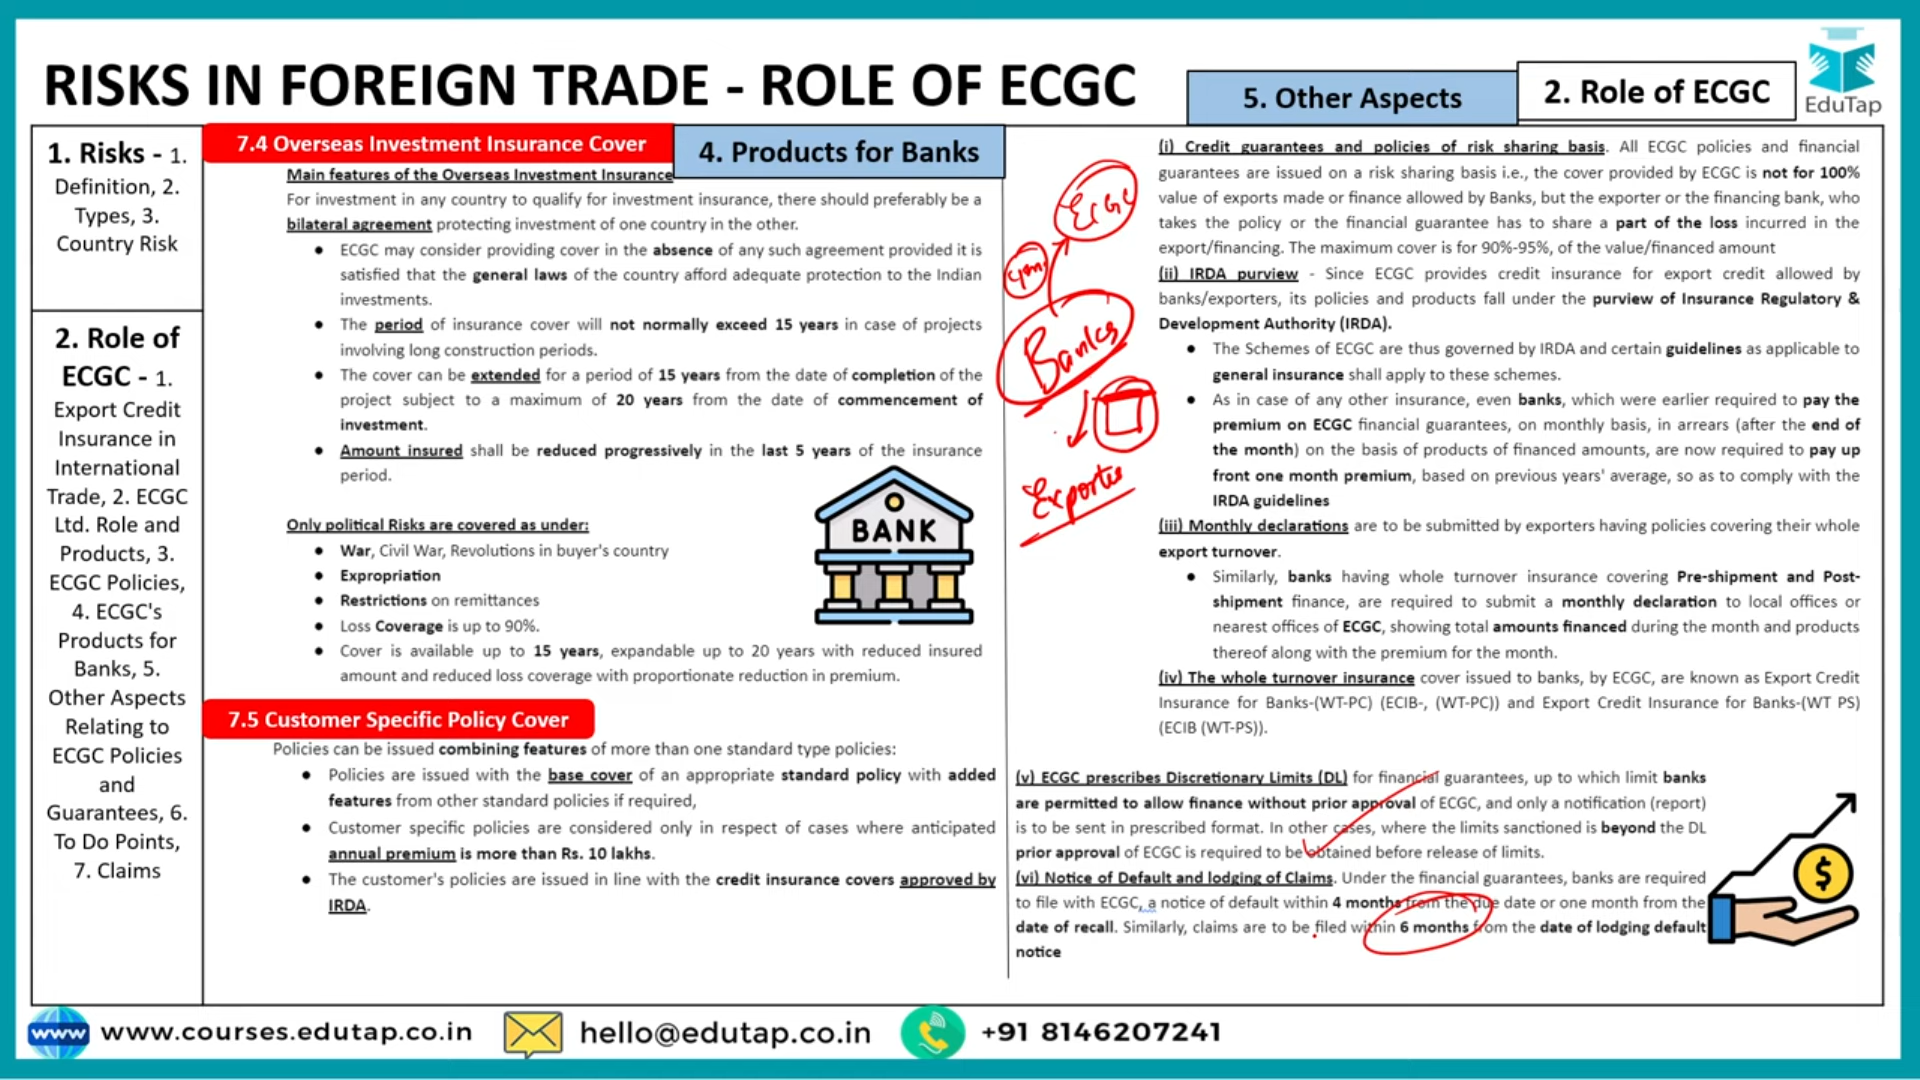 RISKS IN FOREIGN TRADE - ROLE OF ECGC
5. Other Aspects
2. Role of ECGC
EduTap
1. Risks - 1.
Definition, 2.
Types, 3.
Country Risk
2. Role of
ECGC - 1.
Export Credit
Insurance in
International
Trade, 2. ECGC
Ltd. Role and
Products, 3.
ECGC Policies,
4. ECGC's
Products for
Banks, 5.
Other Aspects
Relating to
ECGC Policies
and
Guarantees, 6.
To Do Points,
7. Claims
7.4 Overseas Investment Insurance Cover
4. Products for Banks
Main features of the Overseas Investment Insurance
For investment in any country to qualify for investment insurance, there should preferably be a
bilateral agreement protecting investment of one country in the other.
● ECGC may consider providing cover in the absence of any such agreement provided it is
satisfied that the general laws of the country afford adequate protection to the Indian
investments.
● The period of insurance cover will not normally exceed 15 years in case of projects
involving long construction periods.
● The cover can be extended for a period of 15 years from the date of completion of the
project subject to a maximum of 20 years from the date of commencement of
investment.
● Amount insured shall be reduced progressively in the last 5 years of the insurance
period.
Only political Risks are covered as under:
● War, Civil War, Revolutions in buyer's country
● Expropriation
● Restrictions on remittances
● Loss Coverage is up to 90%.
● Cover is available up to 15 years, expandable up to 20 years with reduced insured
amount and reduced loss coverage with proportionate reduction in premium.
BANK
7.5 Customer Specific Policy Cover
Policies can be issued combining features of more than one standard type policies:
● Policies are issued with the base cover of an appropriate standard policy with added
features from other standard policies if required,
● Customer specific policies are considered only in respect of cases where anticipated
annual premium is more than Rs. 10 lakhs.
● The customer's policies are issued in line with the credit insurance covers approved by
IRDA.
ECGC
Banks
Exporter
(i) Credit guarantees and policies of risk sharing basis. All ECGC policies and financial
guarantees are issued on a risk sharing basis i.e., the cover provided by ECGC is not for 100%
value of exports made or finance allowed by Banks, but the exporter or the financing bank, who
takes the policy or the financial guarantee has to share a part of the loss incurred in the
export/financing. The maximum cover is for 90%-95%, of the value/financed amount
(ii) IRDA purview - Since ECGC provides credit insurance for export credit allowed by
banks/exporters, its policies and products fall under the purview of Insurance Regulatory &
Development Authority (IRDA).
● The Schemes of ECGC are thus governed by IRDA and certain guidelines as applicable to
general insurance shall apply to these schemes.
● As in case of any other insurance, even banks, which were earlier required to pay the
premium on ECGC financial guarantees, on monthly basis, in arrears (after the end of
the month) on the basis of products of financed amounts, are now required to pay up
front one month premium, based on previous years' average, so as to comply with the
IRDA guidelines
(iii) Monthly declarations are to be submitted by exporters having policies covering their whole
export turnover.
● Similarly, banks having whole turnover insurance covering Pre-shipment and Post-
shipment finance, are required to submit a monthly declaration to local offices or
nearest offices of ECGC, showing total amounts financed during the month and products
thereof along with the premium for the month.
(iv) The whole turnover insurance cover issued to banks, by ECGC, are known as Export Credit
Insurance for Banks-(WT-PC) (ECIB-, (WT-PC)) and Export Credit Insurance for Banks-(WT PS)
(ECIB (WT-PS)).
(v) ECGC prescribes Discretionary Limits (DL) for financial guarantees, up to which limit banks
are permitted to allow finance without prior approval of ECGC, and only a notification (report)
is to be sent in prescribed format. In other cases, where the limits sanctioned is beyond the DL
prior approval of ECGC is required to be obtained before release of limits.
(vi) Notice of Default and lodging of Claims. Under the financial guarantees, banks are required
to file with ECGC, a notice of default within 4 months from the due date or one month from the
date of recall. Similarly, claims are to be filed within 6 months from the date of lodging default
notice
$
www
www.courses.edutap.co.in
hello@edutap.co.in
+91 8146207241